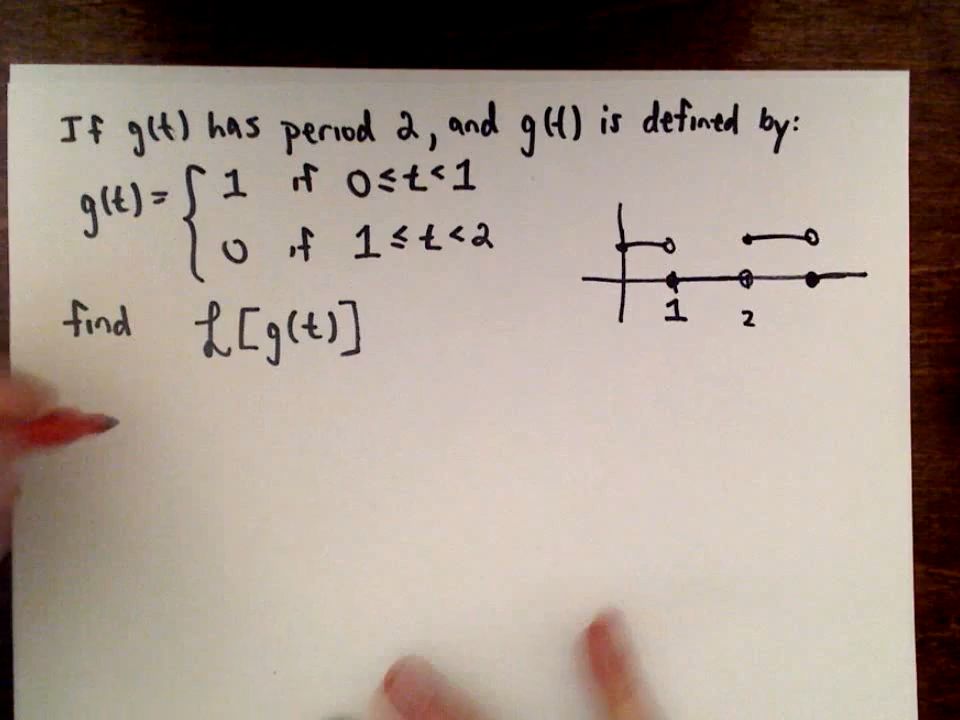 If g(t) has period 2, and g(t) is defined by:
g(t) = { 1 if 0 ≤ t < 1
0 if 1 ≤ t < 2
find ℒ[g(t)]
1 2